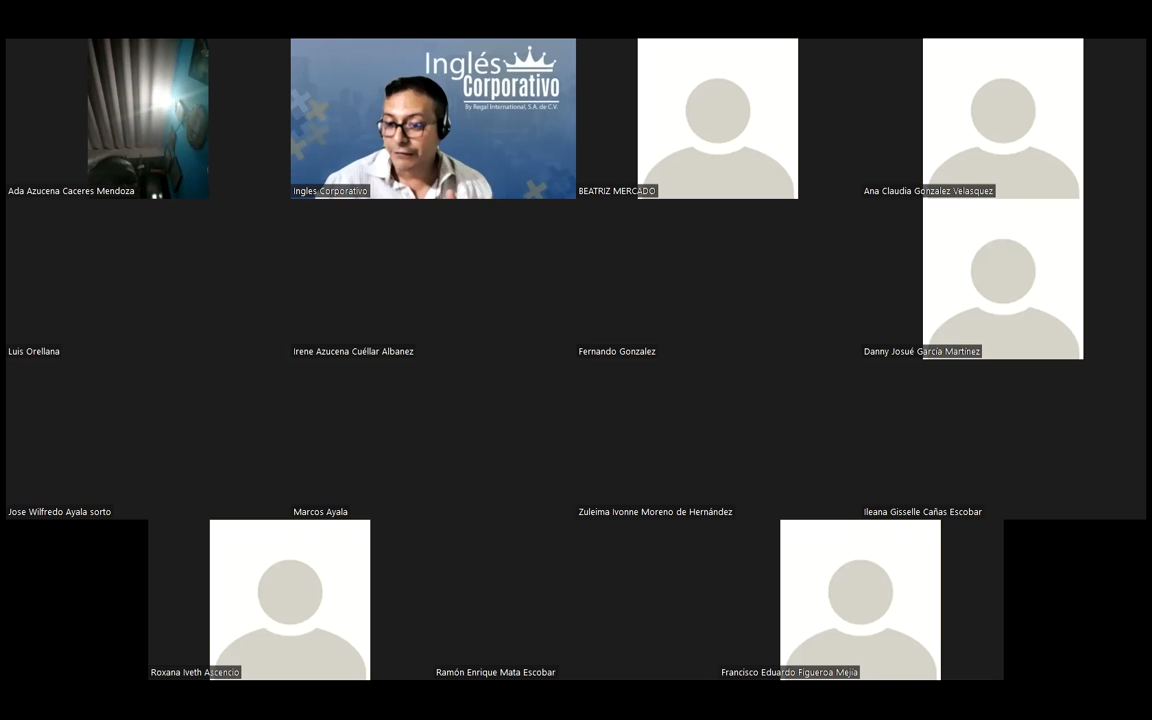 Inglés
Corporativo
By Regal International, S.A. de C.V.
Ada Azucena Caceres Mendoza
Ingles Corporativo
BEATRIZ MERCADO
Ana Claudia Gonzalez Velasquez
Luis Orellana
Irene Azucena Cuéllar Albanez
Fernando Gonzalez
Danny Josué García Martínez
Jose Wilfredo Ayala sorto
Marcos Ayala
Zuleima Ivonne Moreno de Hernández
Ileana Gisselle Cañas Escobar
Roxana Iveth Ascencio
Ramón Enrique Mata Escobar
Francisco Eduardo Figueroa Mejía